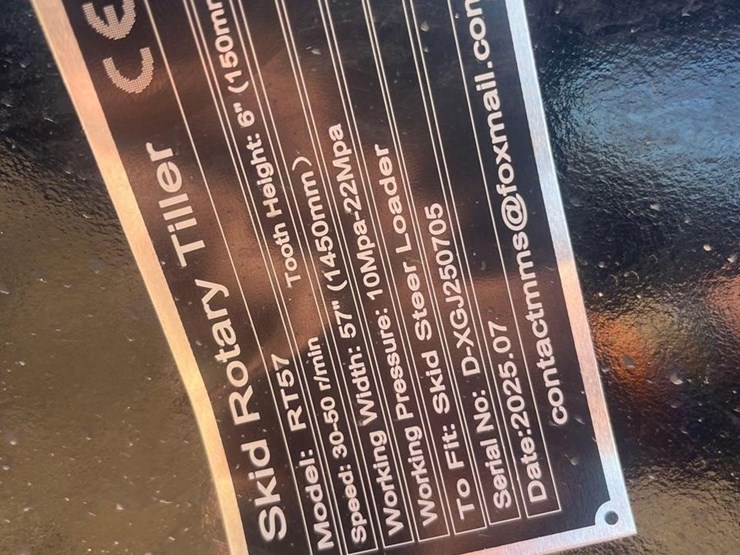 CE
Skid Rotary Tiller
Model: RT57 Tooth Height: 6" (150mm
Speed: 30-50 r/min
Working Width: 57" (1450mm)
Working Pressure: 10Mpa-22Mpa
To Fit: Skid Steer Loader
Serial No: D-XGJ250705
Date:2025.07
contactmms@foxmail.com